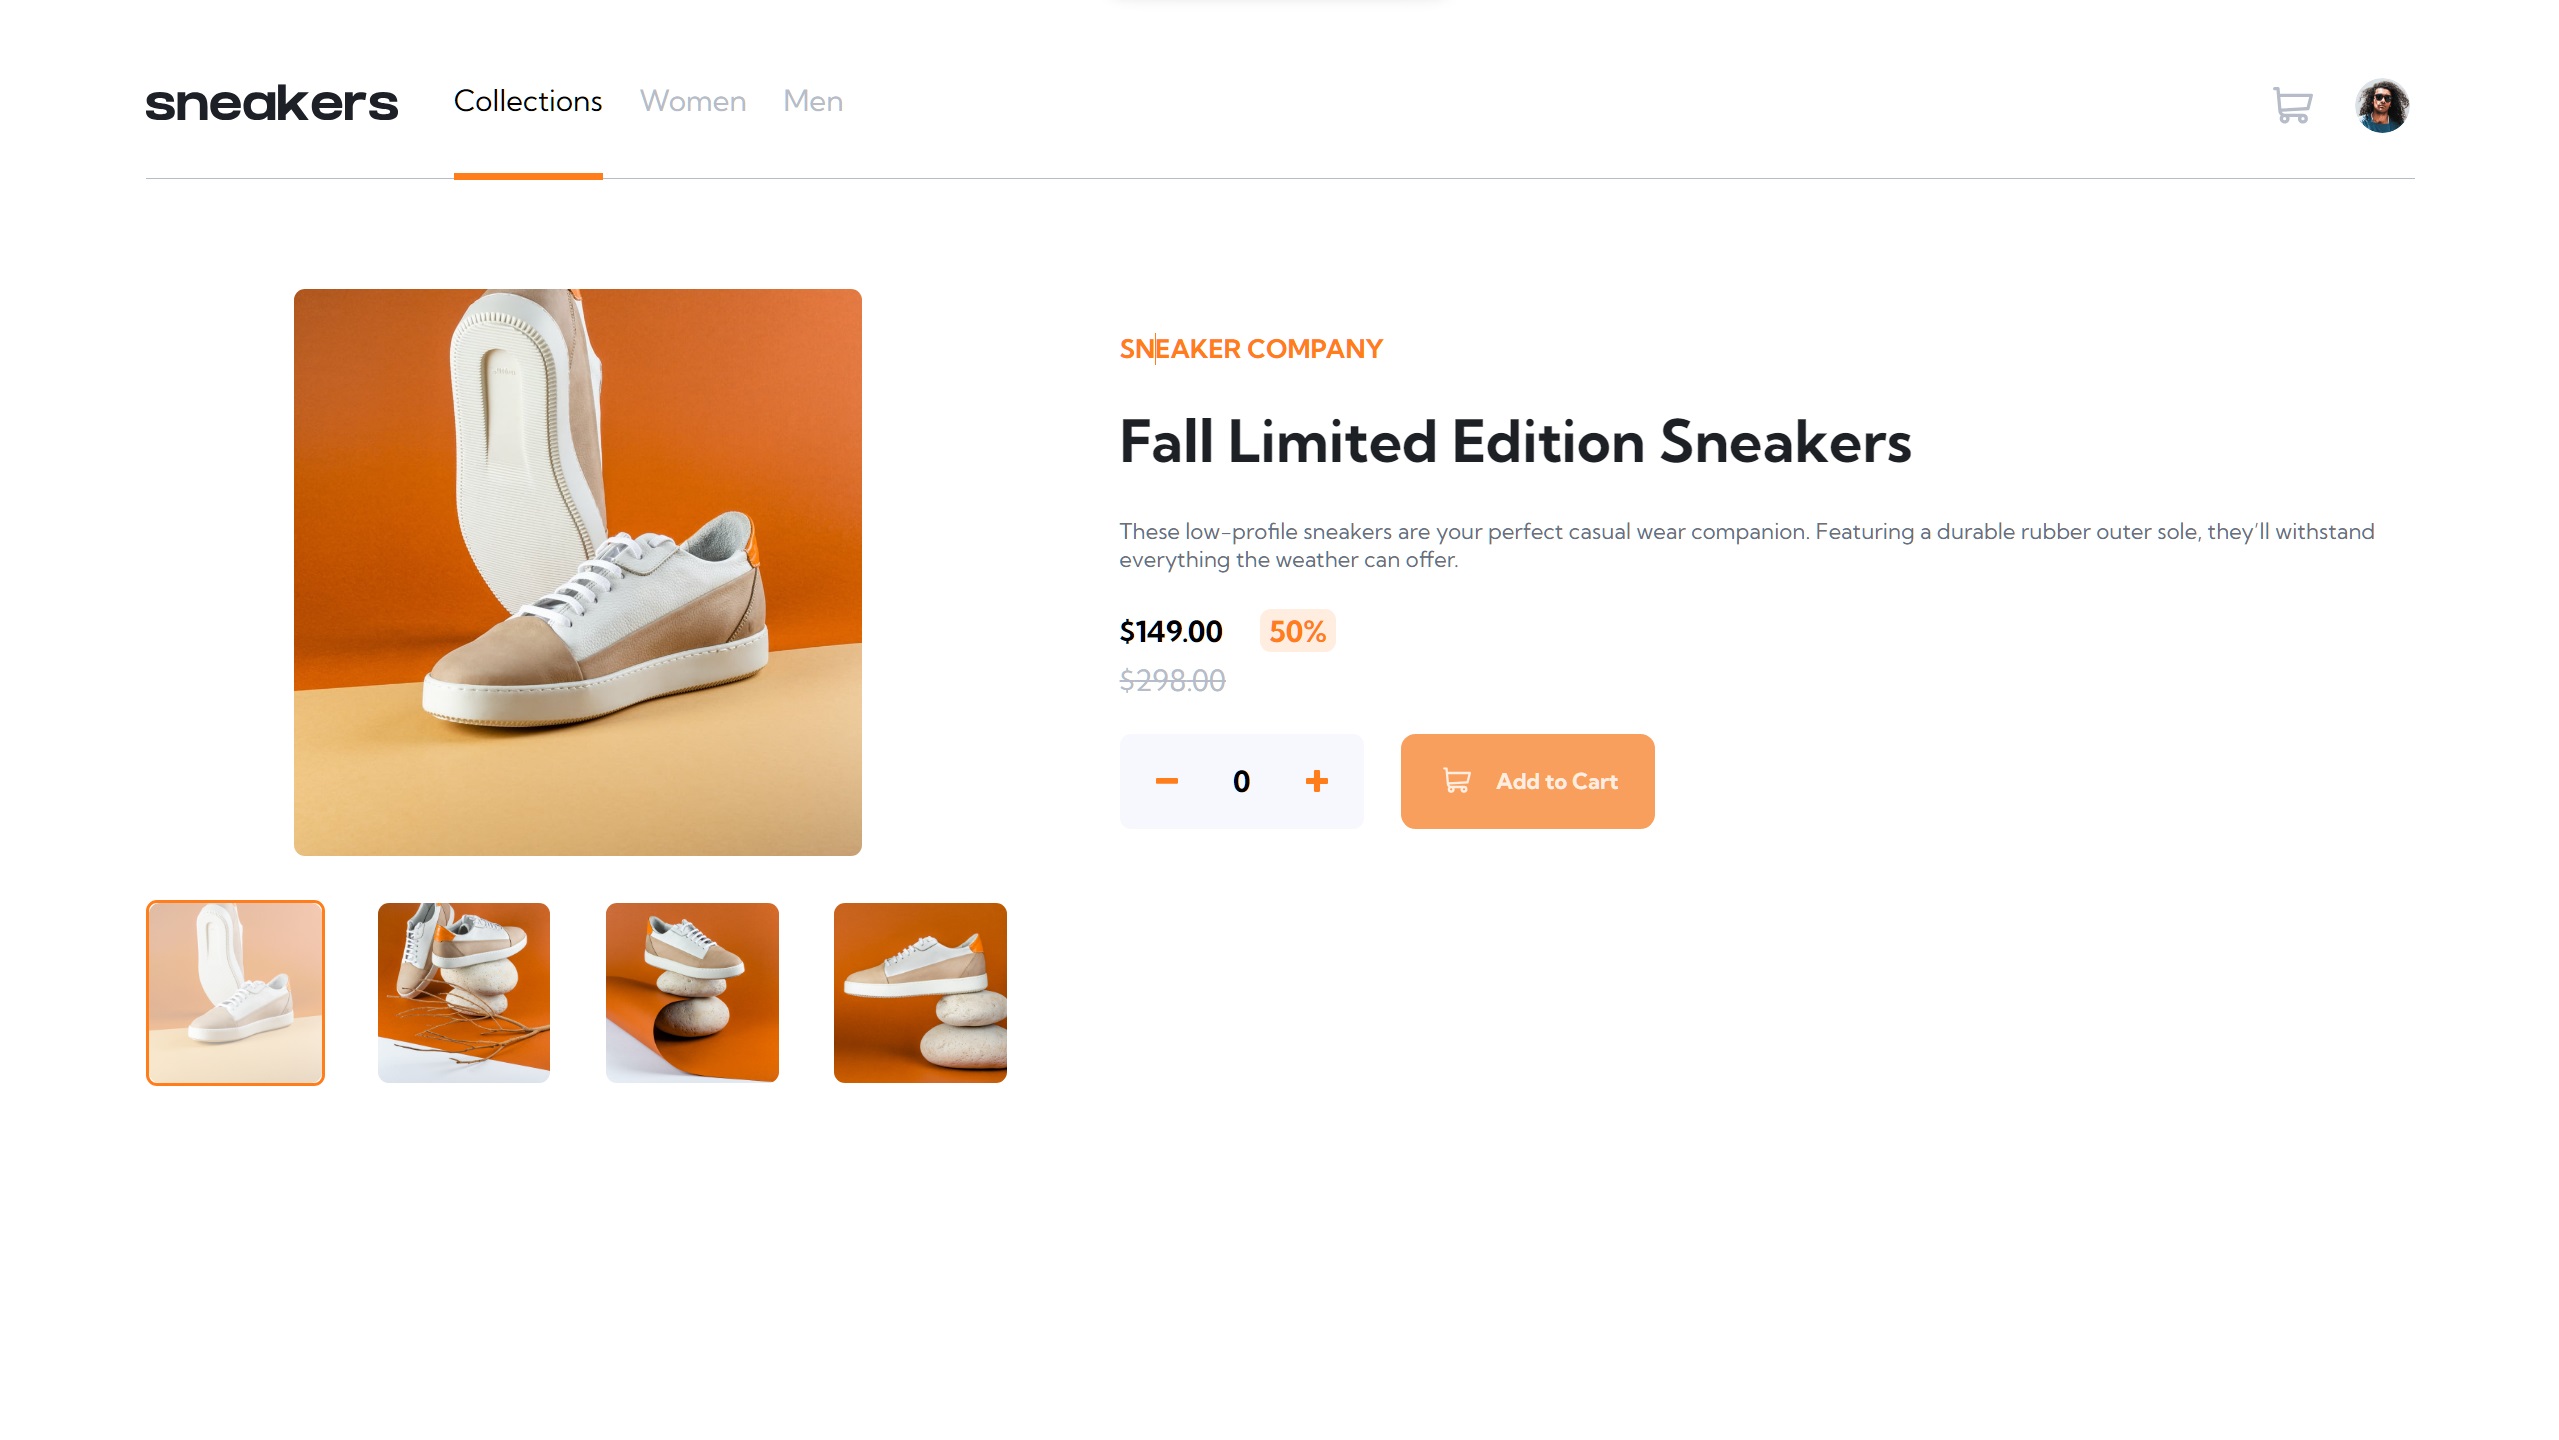 sneakers Collections Women Men
SNEAKER COMPANY
Fall Limited Edition Sneakers
These low-profile sneakers are your perfect casual wear companion. Featuring a durable rubber outer sole, they’ll withstand
everything the weather can offer.
$149.00 50%
$298.00
0 Add to Cart